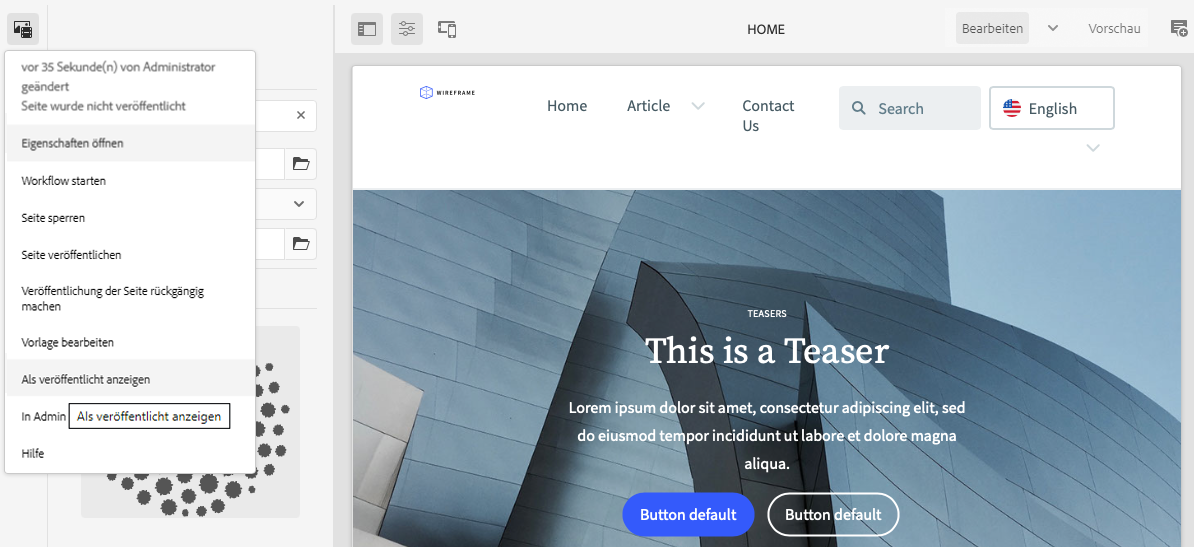 HOME
Bearbeiten
Vorschau
vor 35 Sekunde(n) von Administrator
geändert
Seite wurde nicht veröffentlicht
Eigenschaften öffnen
Workflow starten
Seite sperren
Seite veröffentlichen
Veröffentlichung der Seite rückgängig
machen
Vorlage bearbeiten
Als veröffentlicht anzeigen
In Admin
Als veröffentlicht anzeigen
Hilfe
WIREFRAME
Home
Article
Contact
Us
Search
English
TEASERS
This is a Teaser
Lorem ipsum dolor sit amet, consectetur adipiscing elit, sed
do eiusmod tempor incididunt ut labore et dolore magna
aliqua.
Button default
Button default